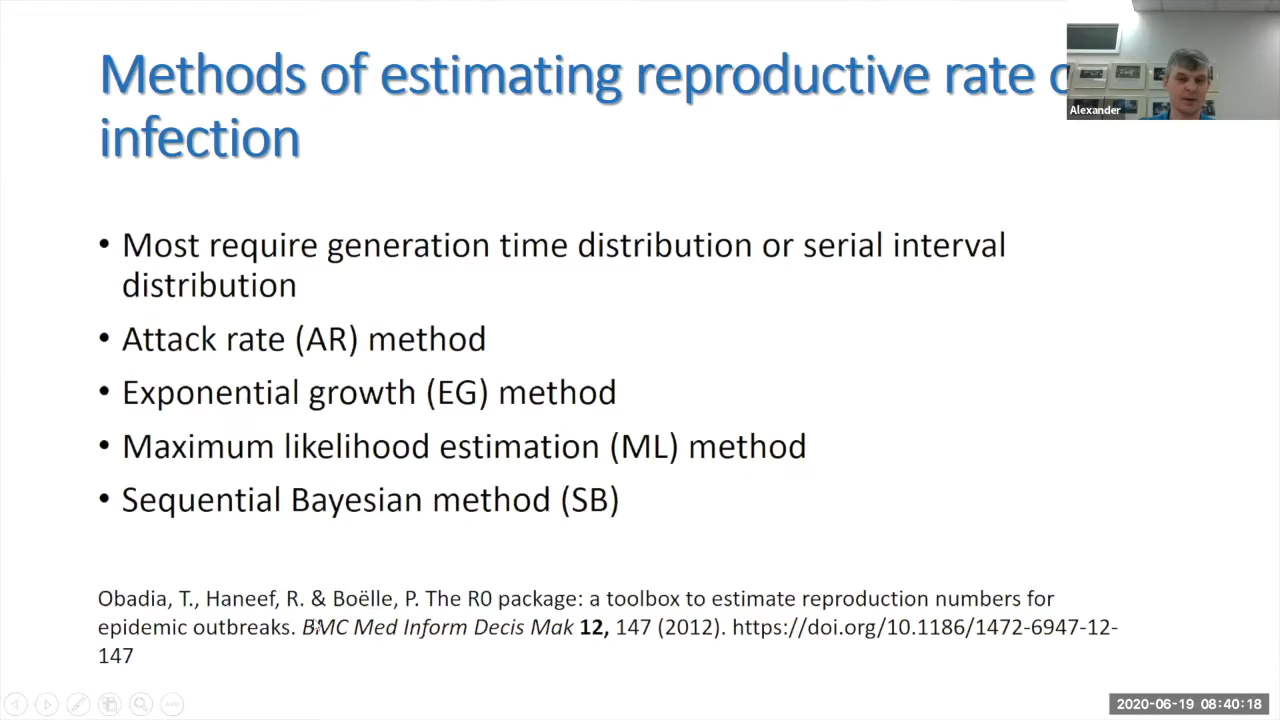 Methods of estimating reproductive rate
infection
Alexander
• Most require generation time distribution or serial interval
distribution
• Attack rate (AR) method
• Exponential growth (EG) method
• Maximum likelihood estimation (ML) method
• Sequential Bayesian method (SB)
Obadia, T., Haneef, R. & Boëlle, P. The R0 package: a toolbox to estimate reproduction numbers for
epidemic outbreaks. BMC Med Inform Decis Mak 12, 147 (2012). https://doi.org/10.1186/1472-6947-12-
147
2020-06-19 08:40:18